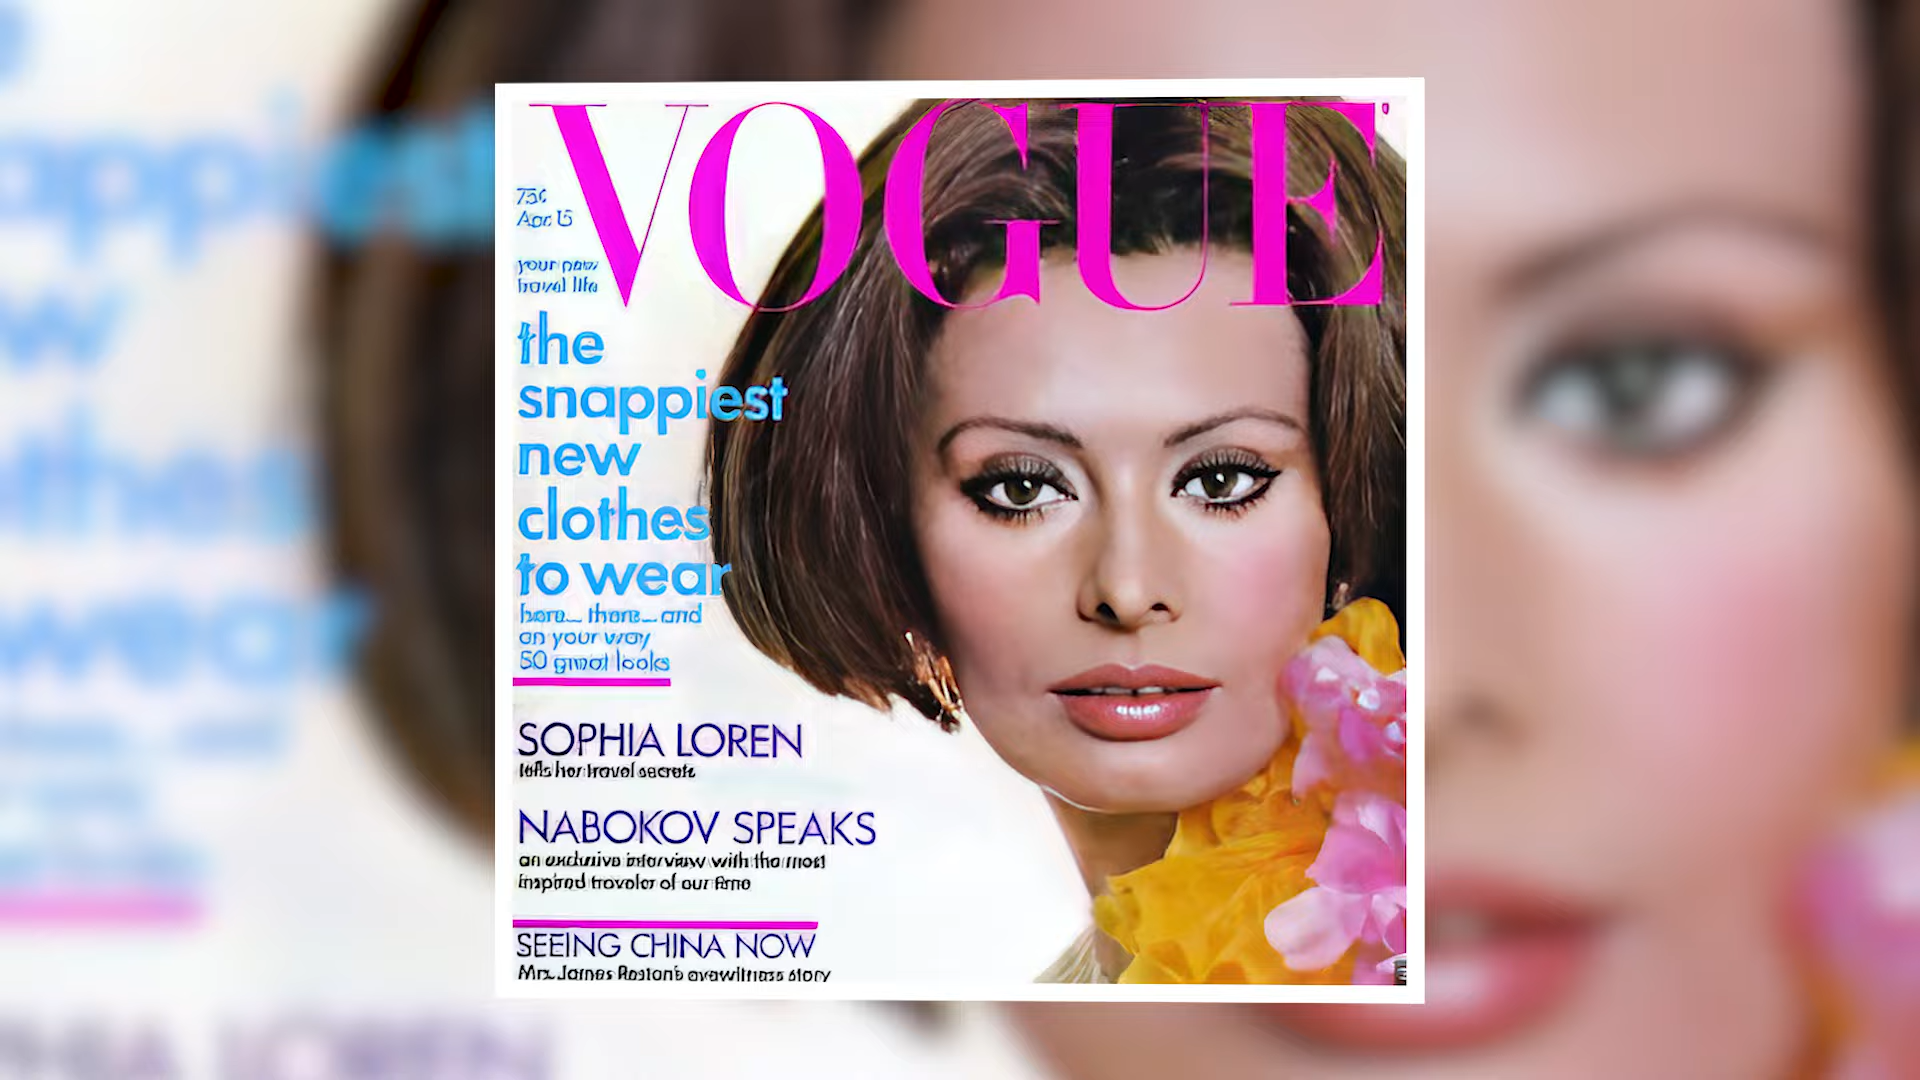 VOGUE
75¢
Apr. 15
your new
travel life
the
snappiest
new
clothes
to wear
here... there... and
on your way
50 great looks
SOPHIA LOREN
tells her travel secrets
NABOKOV SPEAKS
an exclusive interview with the most
inspired traveler of our time
SEEING CHINA NOW
Mrs. James Reston's eyewitness story